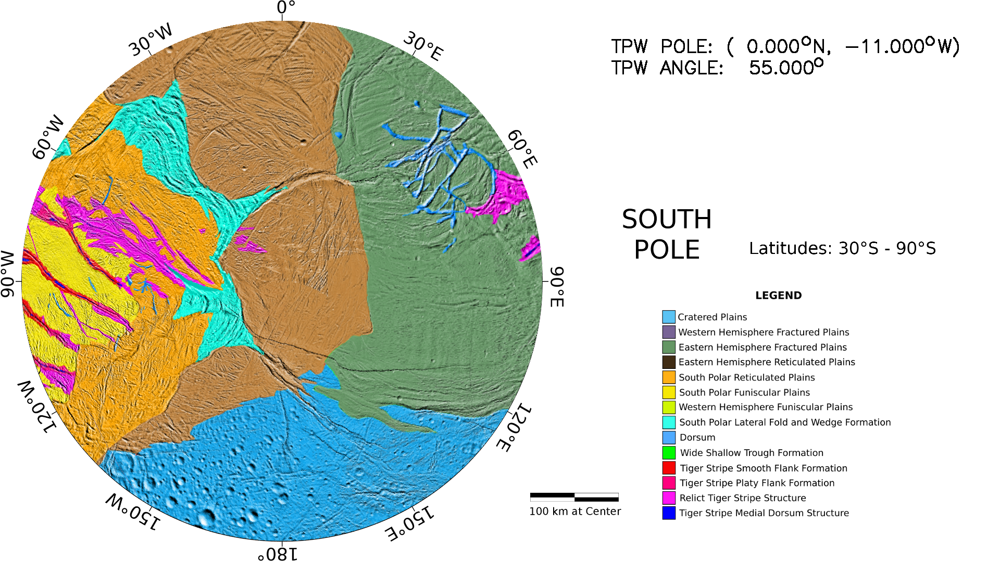 0°
30°W
30°E
60°W
60°E
90°W
90°E
120°W
120°E
150°W
150°E
180°
TPW POLE: ( 0.000°N, −11.000°W)
TPW ANGLE: 55.000°
SOUTH
POLE
Latitudes: 30°S - 90°S
LEGEND
Cratered Plains
Western Hemisphere Fractured Plains
Eastern Hemisphere Fractured Plains
Eastern Hemisphere Reticulated Plains
South Polar Reticulated Plains
South Polar Funiscular Plains
Western Hemisphere Funiscular Plains
South Polar Lateral Fold and Wedge Formation
Dorsum
Wide Shallow Trough Formation
Tiger Stripe Smooth Flank Formation
Tiger Stripe Platy Flank Formation
Relict Tiger Stripe Structure
Tiger Stripe Medial Dorsum Structure
100 km at Center